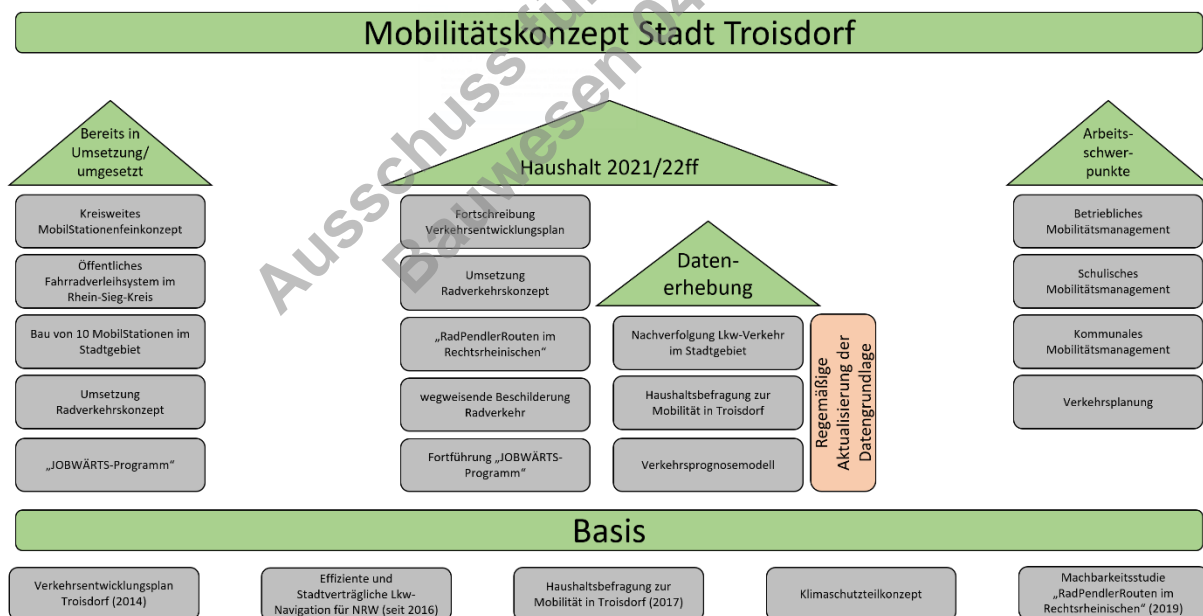 Mobilitätskonzept Stadt Troisdorf
Ausschuss für
Bauwesen 04
Bereits in
Umsetzung/
umgesetzt
Kreisweites
MobilStationenfeinkonzept
Öffentliches
Fahrradverleihsystem im
Rhein-Sieg-Kreis
Bau von 10 MobilStationen im
Stadtgebiet
Umsetzung
Radverkehrskonzept
„JOBWÄRTS-Programm“
Haushalt 2021/22ff
Fortschreibung
Verkehrsentwicklungsplan
Umsetzung
Radverkehrskonzept
„RadPendlerRouten im
Rechtsrheinischen“
wegweisende Beschilderung
Radverkehr
Fortführung „JOBWÄRTS-
Programm“
Daten-
erhebung
Nachverfolgung Lkw-Verkehr
im Stadtgebiet
Haushaltsbefragung zur
Mobilität in Troisdorf
Verkehrsprognosemodell
Regemäßige
Aktualisierung der
Datengrundlage
Arbeits-
schwer-
punkte
Betriebliches
Mobilitätsmanagement
Schulisches
Mobilitätsmanagement
Kommunales
Mobilitätsmanagement
Verkehrsplanung
Basis
Verkehrsentwicklungsplan
Troisdorf (2014)
Effiziente und
Stadtverträgliche Lkw-
Navigation für NRW (seit 2016)
Haushaltsbefragung zur
Mobilität in Troisdorf (2017)
Klimaschutzteilkonzept
Machbarkeitsstudie
„RadPendlerRouten im
Rechtsrheinischen“ (2019)